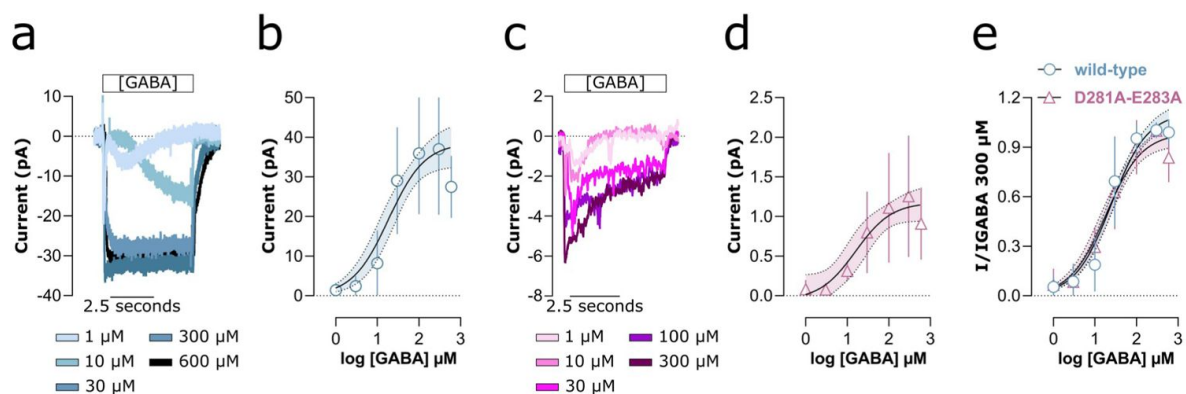 a
[GABA]
Current (pA)
10
0
-10
-20
-30
-40
2.5 seconds
1 µM
300 µM
10 µM
600 µM
30 µM
b
Current (pA)
50
40
30
20
10
0
0 1 2 3
log [GABA] µM
c
[GABA]
Current (pA)
2
0
-2
-4
-6
-8
2.5 seconds
1 µM
100 µM
10 µM
300 µM
30 µM
d
Current (pA)
2.5
2.0
1.5
1.0
0.5
0.0
0 1 2 3
log [GABA] µM
e
wild-type
D281A-E283A
I/IGABA 300 µM
1.2
0.9
0.6
0.3
0.0
0 1 2 3
log [GABA] µM